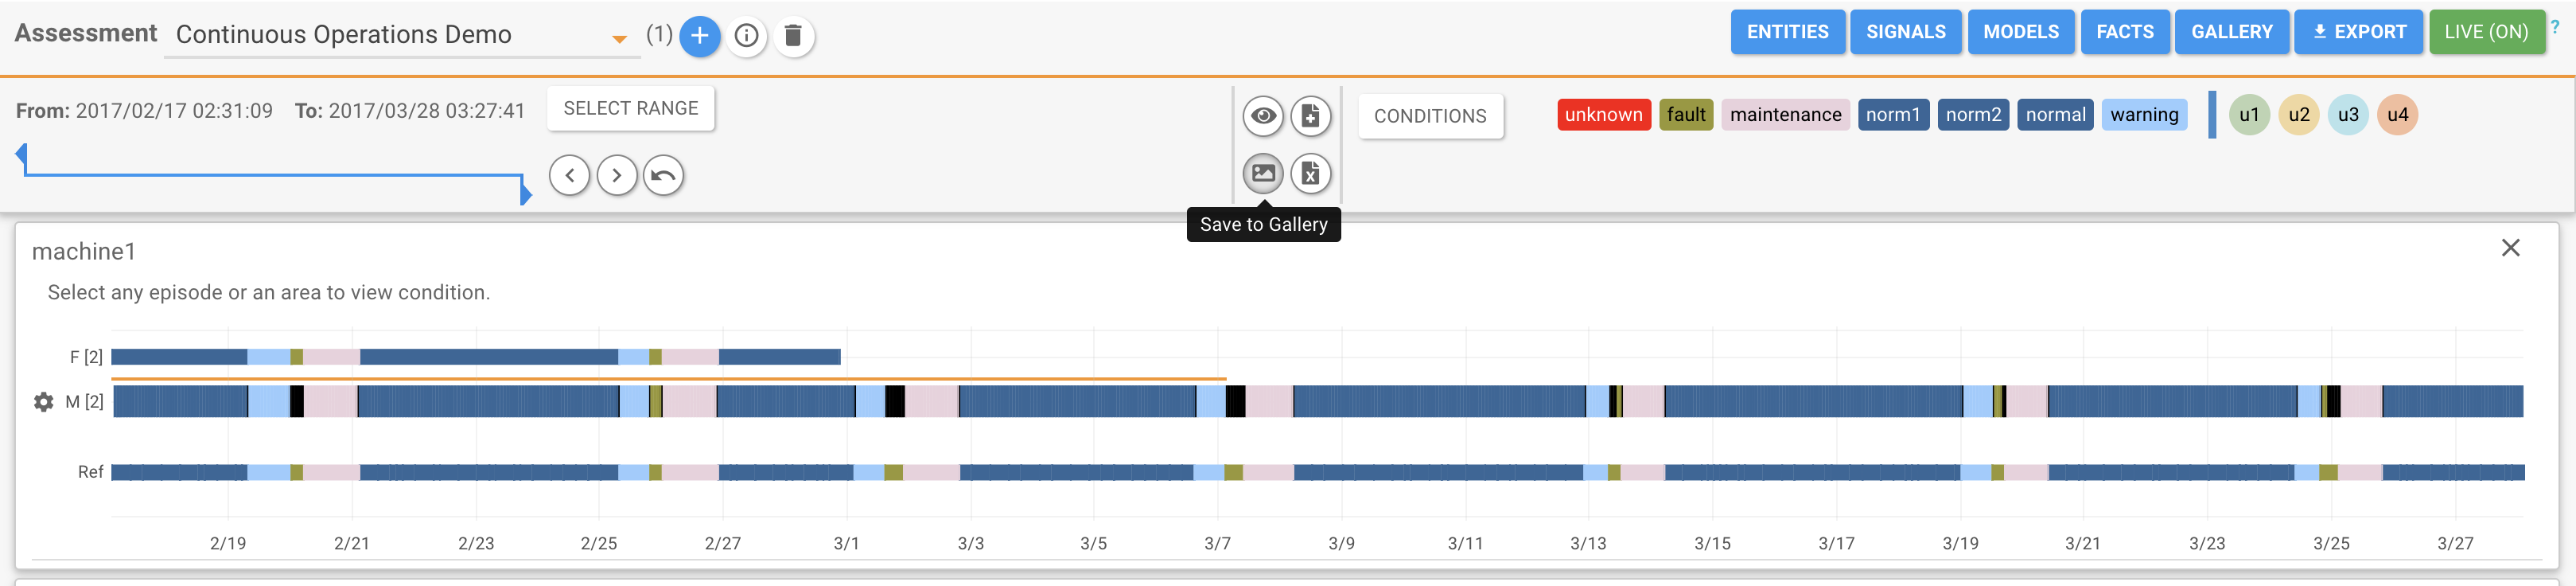 Assessment Continuous Operations Demo (1) ENTITIES SIGNALS MODELS FACTS GALLERY EXPORT LIVE (ON) ?
From: 2017/02/17 02:31:09 To: 2017/03/28 03:27:41 SELECT RANGE CONDITIONS unknown fault maintenance norm1 norm2 normal warning u1 u2 u3 u4
Save to Gallery
machine1
Select any episode or an area to view condition.
F [2]
M [2]
Ref
2/19 2/21 2/23 2/25 2/27 3/1 3/3 3/5 3/7 3/9 3/11 3/13 3/15 3/17 3/19 3/21 3/23 3/25 3/27